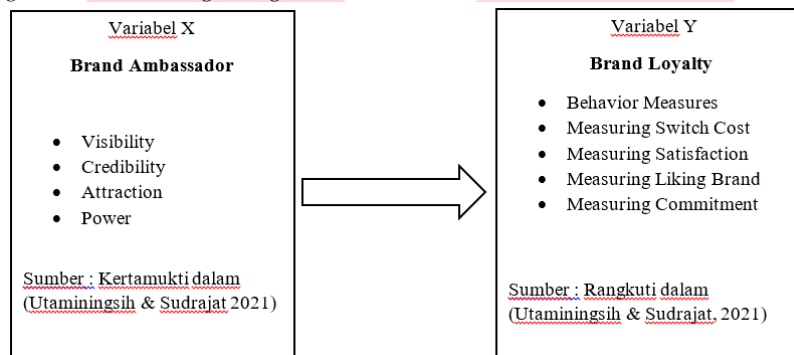 Variabel X
Brand Ambassador
• Visibility
• Credibility
• Attraction
• Power
Sumber : Kertamukti dalam
(Utaminingsih & Sudrajat 2021)
Variabel Y
Brand Loyalty
• Behavior Measures
• Measuring Switch Cost
• Measuring Satisfaction
• Measuring Liking Brand
• Measuring Commitment
Sumber : Rangkuti dalam
(Utaminingsih & Sudrajat, 2021)